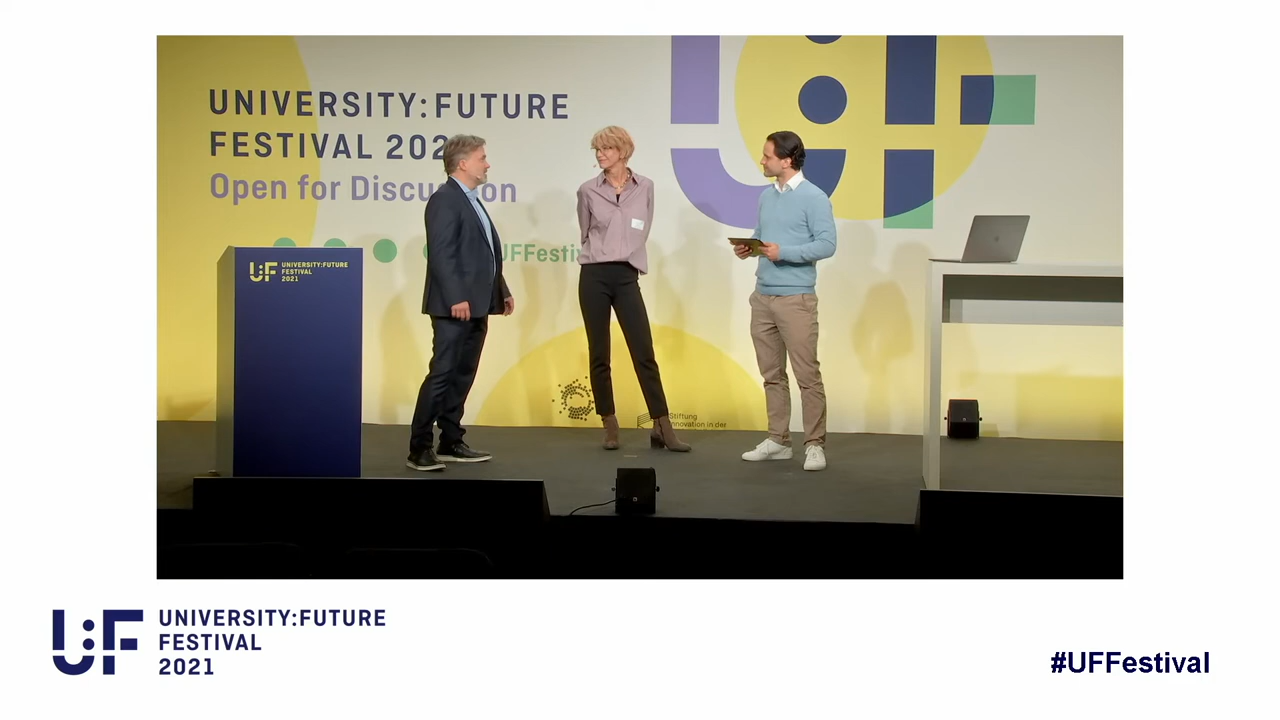 UNIVERSITY:FUTURE
FESTIVAL 202
Open for Discu on
UFFesti
U:F
UNIVERSITY:FUTURE
FESTIVAL
2021
Stiftung
Innovation in der
U:F
UNIVERSITY:FUTURE
FESTIVAL
2021
#UFFestival